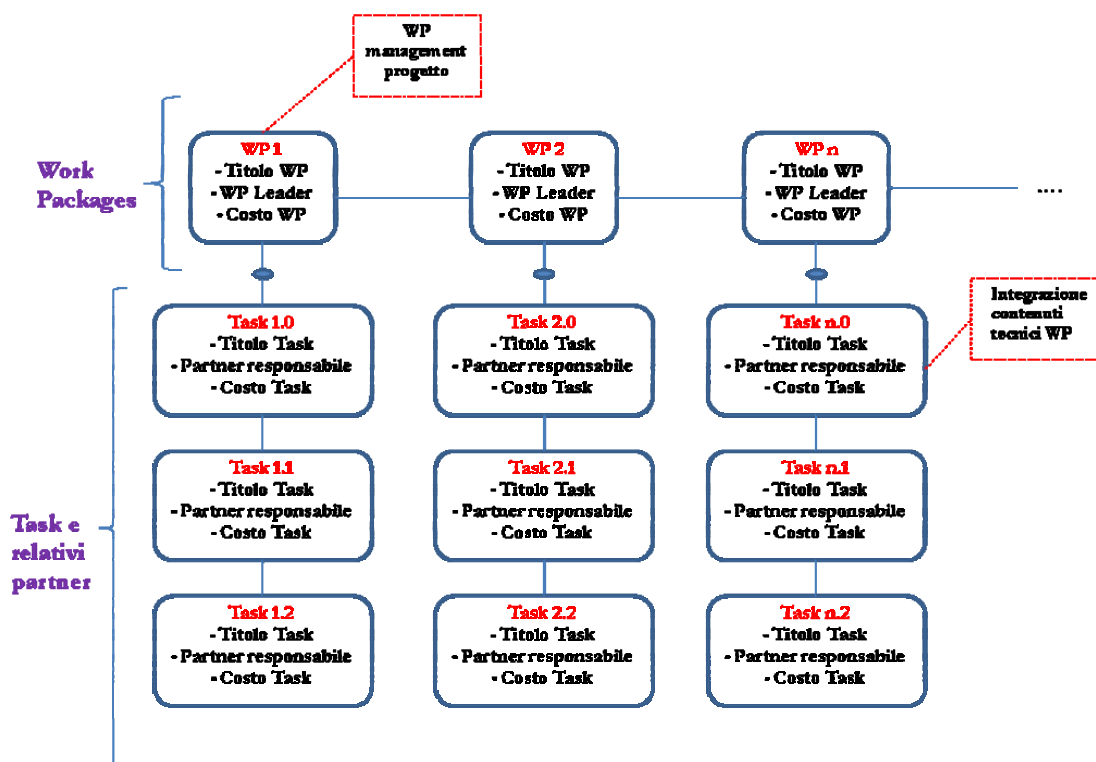 WP
management
progetto
Work
Packages
WP 1
- Titolo WP
- WP Leader
- Costo WP
WP 2
- Titolo WP
- WP Leader
- Costo WP
WP n
- Titolo WP
- WP Leader
- Costo WP
....
Integrazione
contenuti
tecnici WP
Task e
relativi
partner
Task 1.0
- Titolo Task
- Partner responsabile
- Costo Task
Task 2.0
- Titolo Task
- Partner responsabile
- Costo Task
Task n.0
- Titolo Task
- Partner responsabile
- Costo Task
Task 1.1
- Titolo Task
- Partner responsabile
- Costo Task
Task 2.1
- Titolo Task
- Partner responsabile
- Costo Task
Task n.1
- Titolo Task
- Partner responsabile
- Costo Task
Task 1.2
- Titolo Task
- Partner responsabile
- Costo Task
Task 2.2
- Titolo Task
- Partner responsabile
- Costo Task
Task n.2
- Titolo Task
- Partner responsabile
- Costo Task